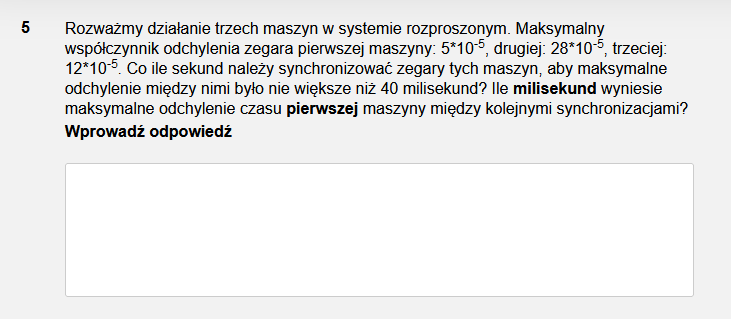 5 Rozważmy działanie trzech maszyn w systemie rozproszonym. Maksymalny
współczynnik odchylenia zegara pierwszej maszyny: 5*10⁻⁵, drugiej: 28*10⁻⁵, trzeciej:
12*10⁻⁵. Co ile sekund należy synchronizować zegary tych maszyn, aby maksymalne
odchylenie między nimi było nie większe niż 40 milisekund? Ile milisekund wyniesie
maksymalne odchylenie czasu pierwszej maszyny między kolejnymi synchronizacjami?
Wprowadź odpowiedź